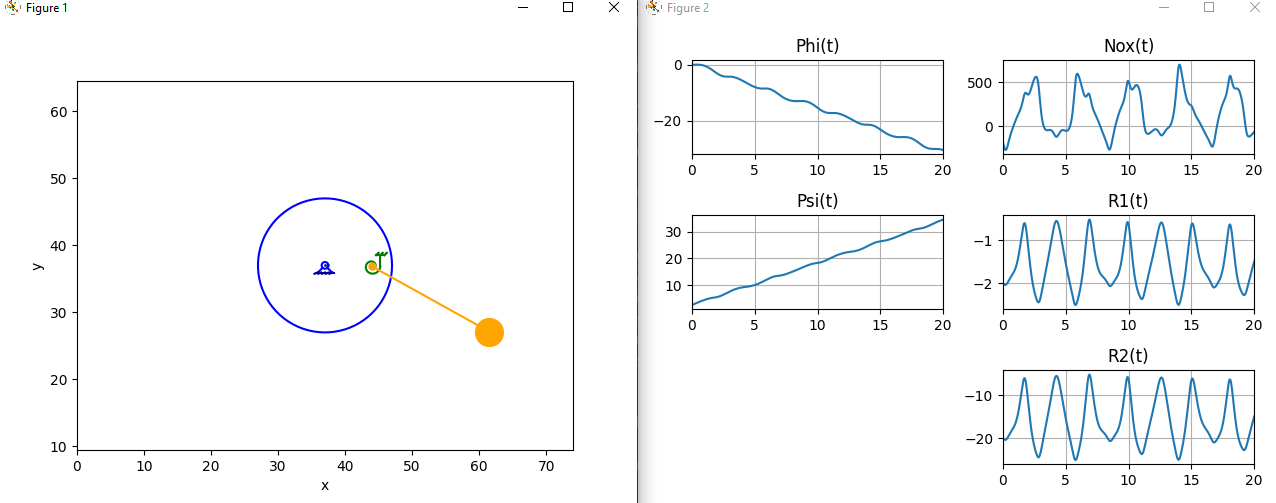 Figure 1
60
50
40
30
20
10
0 10 20 30 40 50 60 70
y
x
Figure 2
Phi(t)
0
−20
0 5 10 15 20
Nox(t)
500
0
0 5 10 15 20
Psi(t)
30
20
10
0 5 10 15 20
R1(t)
−1
−2
0 5 10 15 20
R2(t)
−10
−20
0 5 10 15 20